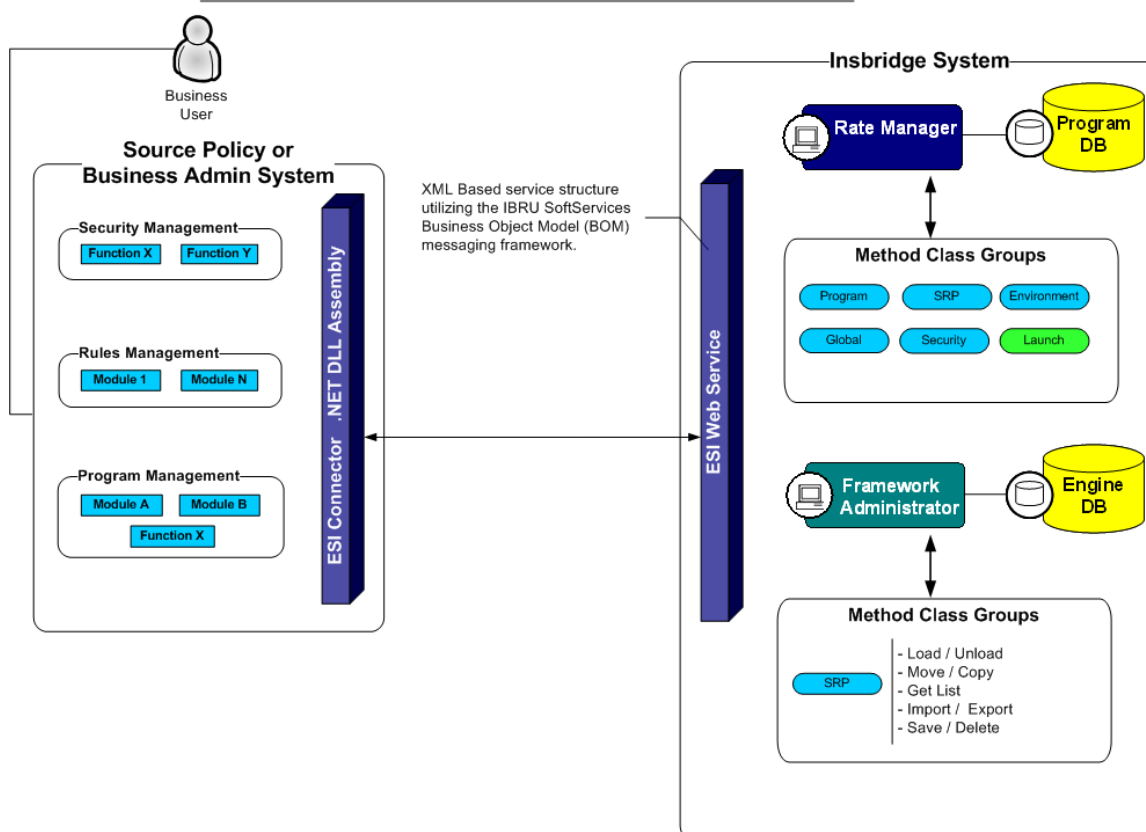 Business
User
Source Policy or
Business Admin System
Security Management
Function X
Function Y
Rules Management
Module 1
Module N
Program Management
Module A
Module B
Function X
ESI Connector .NET DLL Assembly
XML Based service structure
utilizing the IBRU SoftServices
Business Object Model (BOM)
messaging framework.
ESI Web Service
Insbridge System
Rate Manager
Program
DB
Method Class Groups
Program
SRP
Environment
Global
Security
Launch
Framework
Administrator
Engine
DB
Method Class Groups
SRP
- Load / Unload
- Move / Copy
- Get List
- Import / Export
- Save / Delete